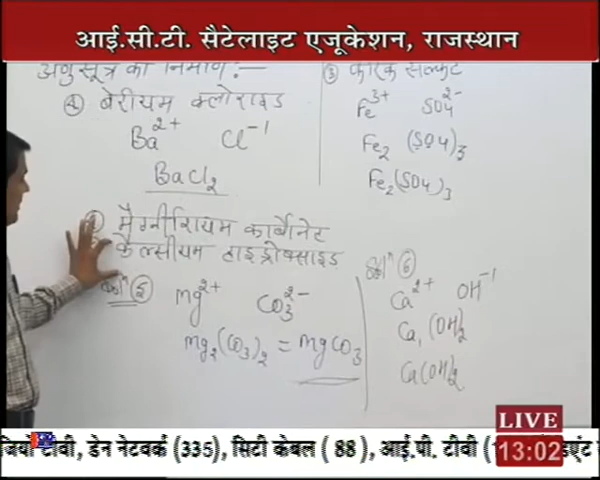 आई.सी.टी. सैटेलाइट एजूकेशन, राजस्थान
अणुसूत्र का निर्माण :—
④ बेरीयम क्लोराइड
Ba²⁺ Cl⁻¹
BaCl₂
③ फेरिक सल्फेट
Fe³⁺ SO₄²⁻
Fe₂ (SO₄)₃
Fe₂(SO₄)₃
मैग्नीशियम कार्बोनेट
कैल्सीयम हाइड्रोक्साइड
⑤ Mg²⁺ CO₃²⁻
Mg₂(CO₃)₂ = MgCO₃
⑥
Ca²⁺ OH⁻¹
Ca₁ (OH)₂
Ca(OH)₂
LIVE
13:02
टीवी, डेन नेटवर्क (335), सिटी केबल ( 88), आई.पी. टीवी